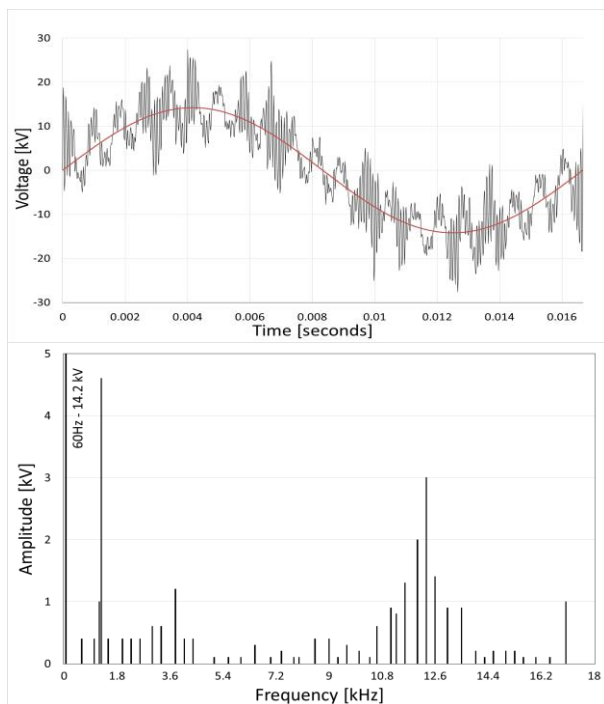 30
20
10
0
-10
-20
-30
Voltage [kV]
0 0.002 0.004 0.006 0.008 0.01 0.012 0.014 0.016
Time [seconds]
5
4
3
2
1
0
Amplitude [kV]
60Hz - 14.2 kV
0 1.8 3.6 5.4 7.2 9 10.8 12.6 14.4 16.2 18
Frequency [kHz]